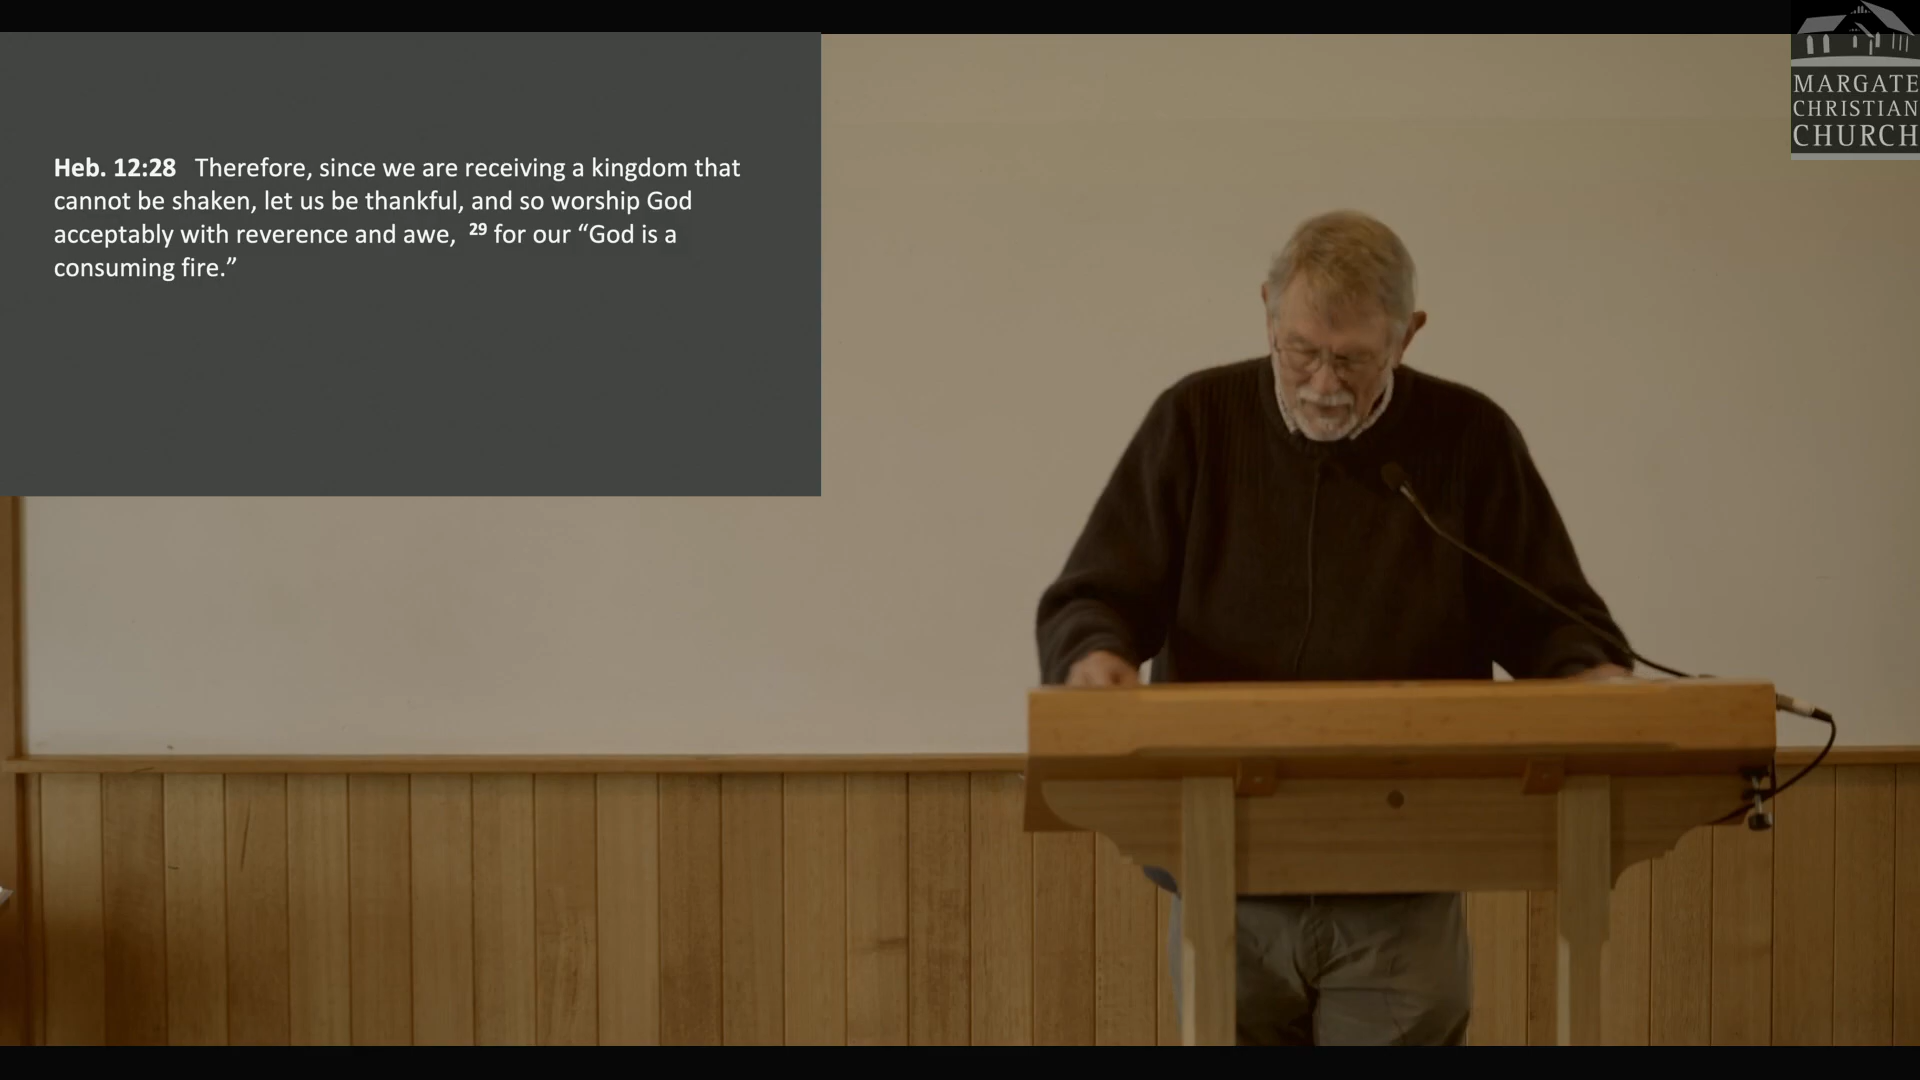 Heb. 12:28 Therefore, since we are receiving a kingdom that
cannot be shaken, let us be thankful, and so worship God
acceptably with reverence and awe, 29 for our “God is a
consuming fire.”
MARGATE
CHRISTIAN
CHURCH